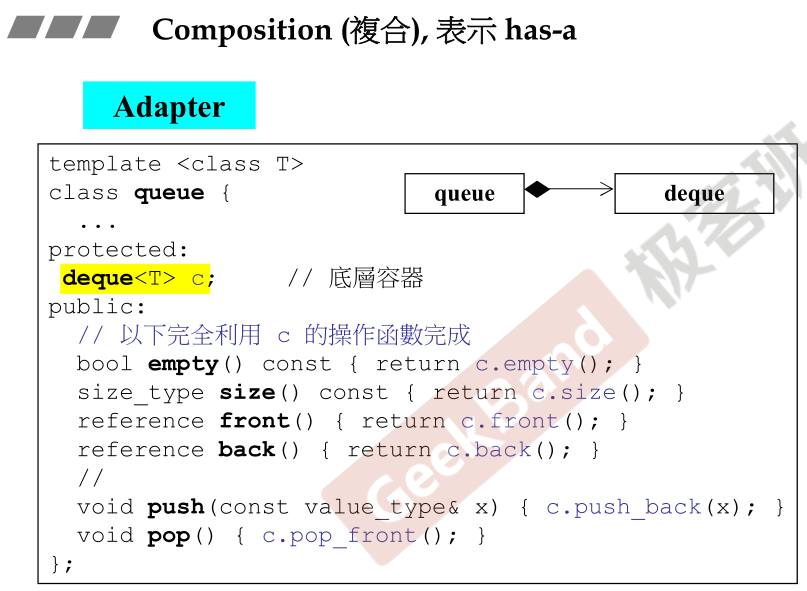 Composition (複合), 表示 has-a
Adapter
template <class T>
class queue {
queue
deque
...
protected:
deque<T> c; // 底層容器
public:
// 以下完全利用 c 的操作函數完成
bool empty() const { return c.empty(); }
size_type size() const { return c.size(); }
reference front() { return c.front(); }
reference back() { return c.back(); }
//
void push(const value_type& x) { c.push_back(x); }
void pop() { c.pop_front(); }
};
GeekBand
极客班